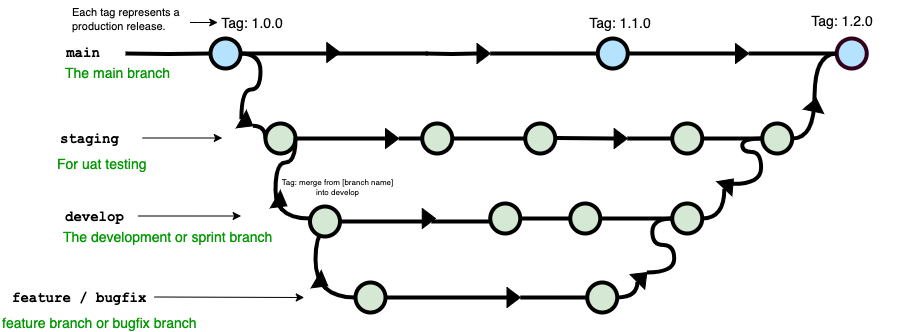 Each tag represents a
production release.
Tag: 1.0.0
Tag: 1.1.0
Tag: 1.2.0
main
The main branch
staging
For uat testing
Tag: merge from [branch name]
into develop
develop
The development or sprint branch
feature / bugfix
feature branch or bugfix branch